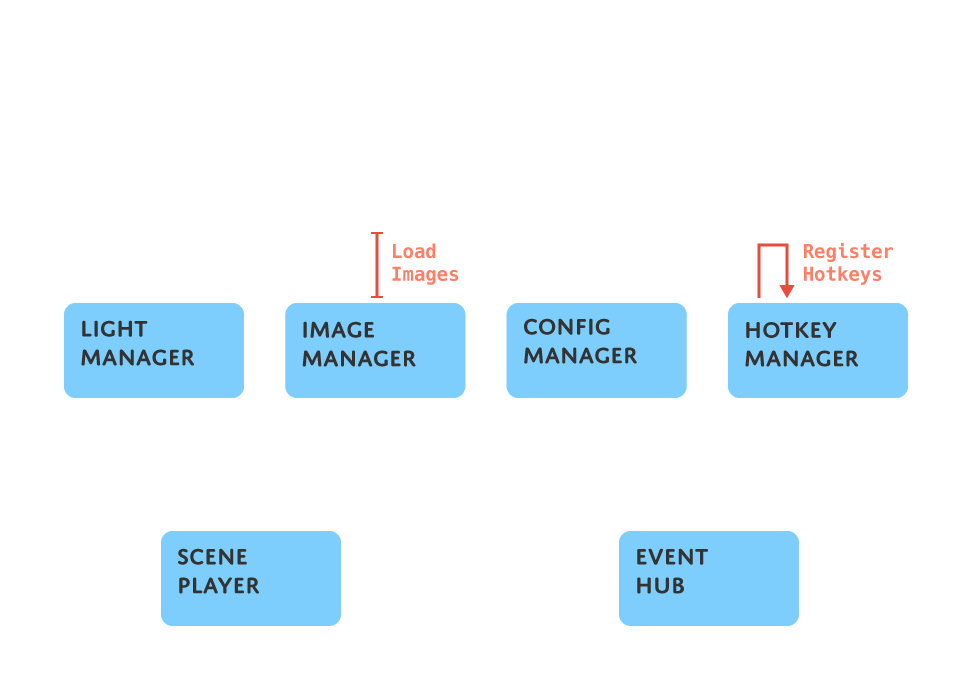 Load
Images
Register
Hotkeys
LIGHT
MANAGER
IMAGE
MANAGER
CONFIG
MANAGER
HOTKEY
MANAGER
SCENE
PLAYER
EVENT
HUB